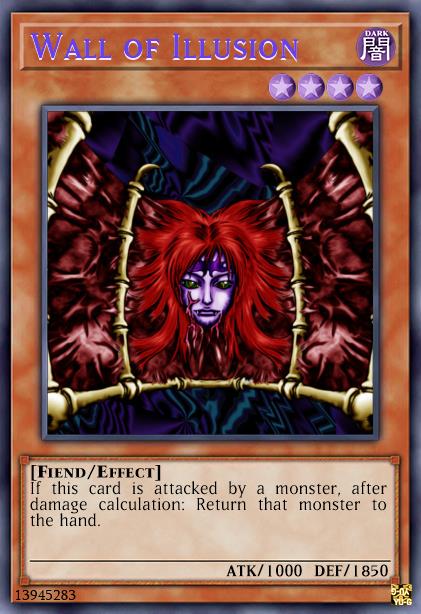 Wall of Illusion
DARK
闇
[Fiend/Effect]
If this card is attacked by a monster, after
damage calculation: Return that monster to
the hand.
ATK/1000 DEF/1850
13945283